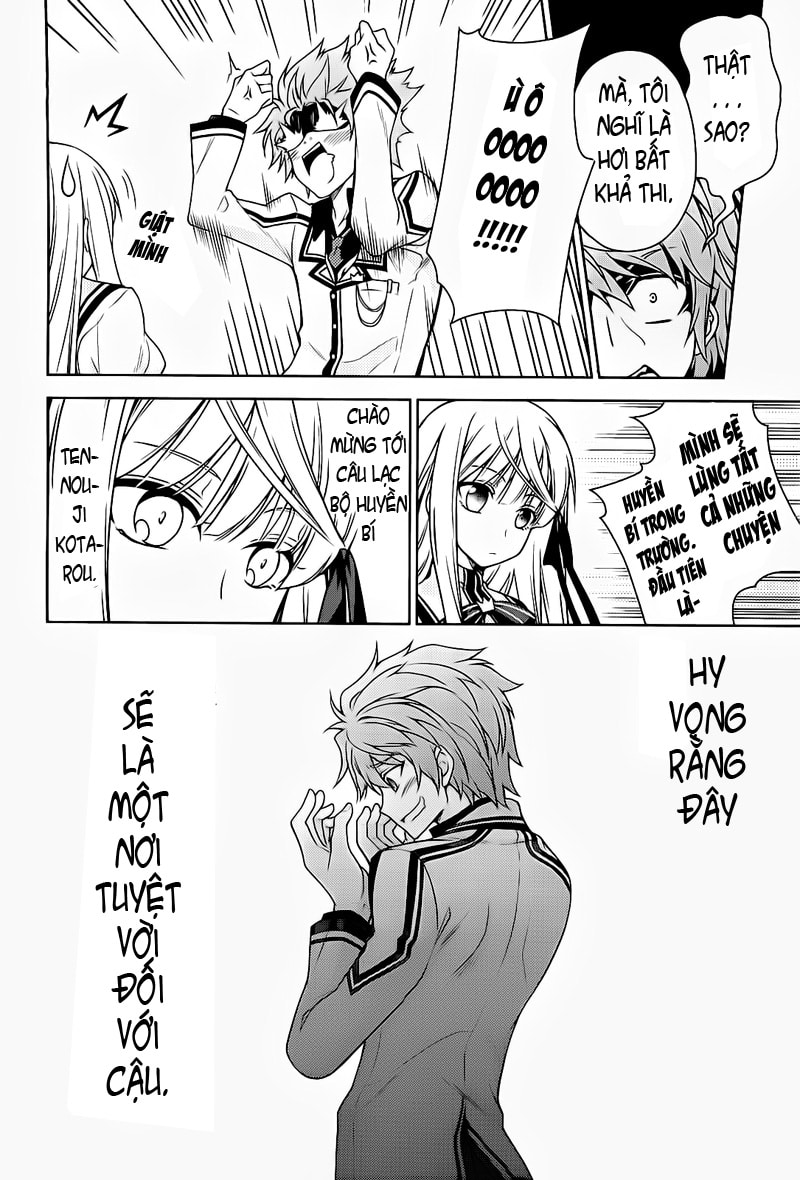 THẬT
...
SAO?
MÀ, TÔI
NGHĨ LÀ
HƠI BẤT
KHẢ THI.
Ù Ô
OOOO
OOOO
!!!!!
GIẬT
MÌNH
MÌNH SẼ
LÙNG TẤT
CẢ NHỮNG
CHUYỆN
HUYỀN
BÍ TRONG
TRƯỜNG.
ĐẦU TIÊN
LÀ-
CHÀO
MỪNG TỚI
CÂU LẠC
BỘ HUYỀN
BÍ
TEN-
NOU-
JI
KOTA-
ROU.
HY
VỌNG
RẰNG
ĐÂY
SẼ
LÀ
MỘT
NƠI
TUYỆT
VỜI
ĐỐI
VỚI
CẬU.